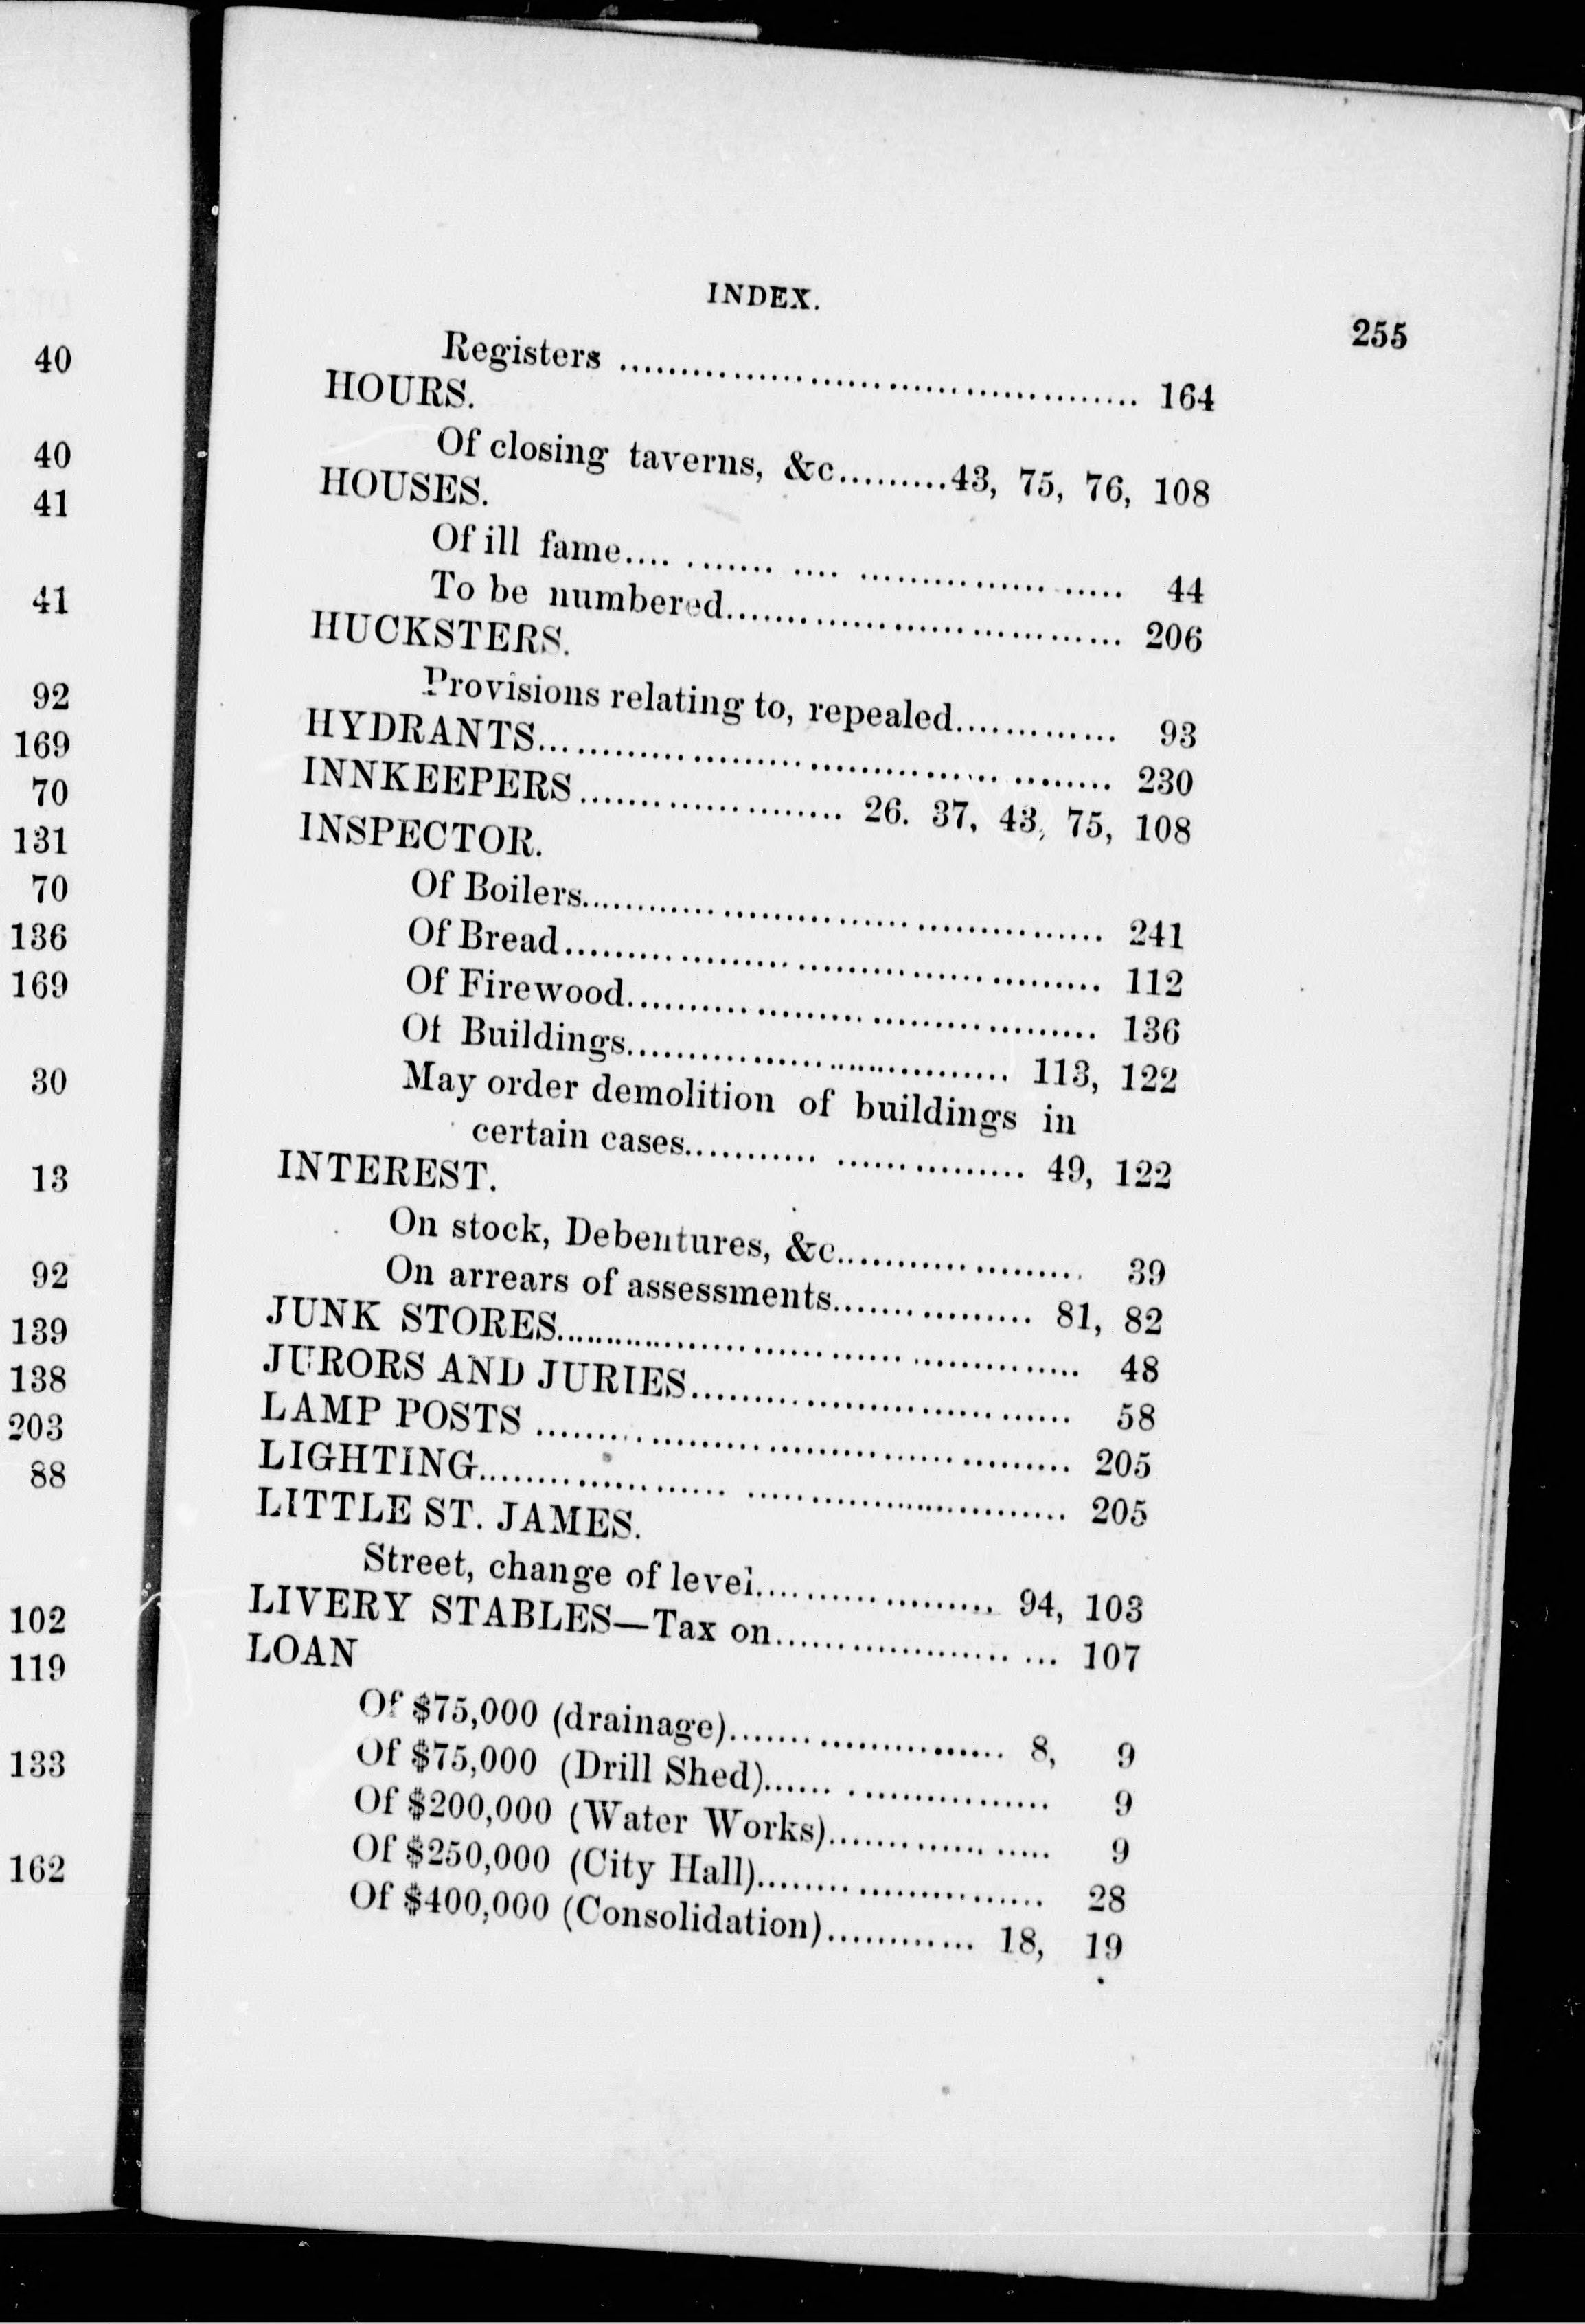 40
40
41
41
92
169
70
131
70
136
169
30
13
92
139
138
203
88
102
119
133
162
INDEX. 255
Registers ........................................ 164
HOURS.
Of closing taverns, &c.........43, 75, 76, 108
HOUSES.
Of ill fame.... ....... .... .................... 44
To be numbered................................ 206
HUCKSTERS.
Provisions relating to, repealed............. 93
HYDRANTS............................................. 230
INNKEEPERS..................... 26. 37, 43, 75, 108
INSPECTOR.
Of Boilers........................................ 241
Of Bread.......................................... 112
Of Firewood..................................... 136
Of Buildings.............................. 113, 122
May order demolition of buildings in
certain cases........... ............... 49, 122
INTEREST.
On stock, Debentures, &c.................... 39
On arrears of assessments................ 81, 82
JUNK STORES......................................... 48
JURORS AND JURIES............................... 58
LAMP POSTS .......................................... 205
LIGHTING.................... ......................... 205
LITTLE ST. JAMES.
Street, change of level................... 94, 103
LIVERY STABLES—Tax on..................... ... 107
LOAN
Of $75,000 (drainage)...................... 8, 9
Of $75,000 (Drill Shed)...... ................ 9
Of $200,000 (Water Works)............. ..... 9
Of $250,000 (City Hall)....................... 28
Of $400,000 (Consolidation)............ 18, 19